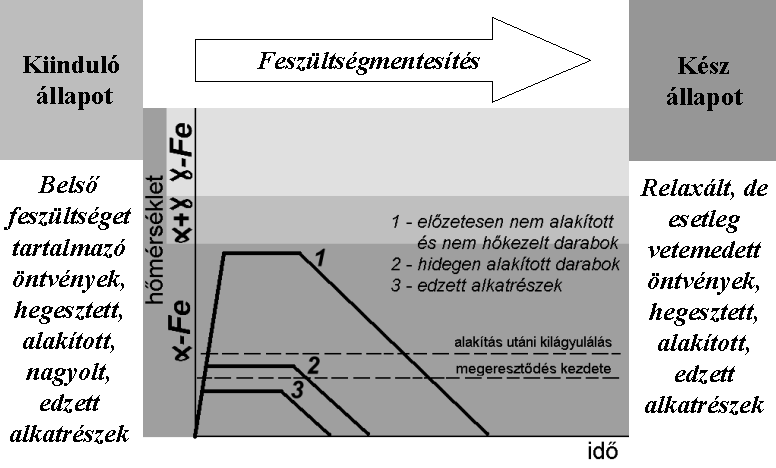 Kiinduló
állapot
Feszültségmentesítés
Kész
állapot
Belső
feszültséget
tartalmazó
öntvények,
hegesztett,
alakított,
nagyolt,
edzett
alkatrészek
hőmérséklet
α-Fe
α+γ
γ-Fe
1 - előzetesen nem alakított
és nem hőkezelt darabok
2 - hidegen alakított darabok
3 - edzett alkatrészek
1
alakítás utáni kilágyulálás
2
megeresztődés kezdete
3
idő
Relaxált, de
esetleg
vetemedett
öntvények,
hegesztett,
alakított,
edzett
alkatrészek